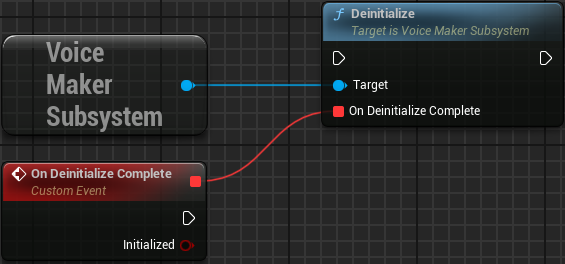 Deinitialize
Target is Voice Maker Subsystem
Voice
Maker
Subsystem
Target
On Deinitialize Complete
On Deinitialize Complete
Custom Event
Initialized